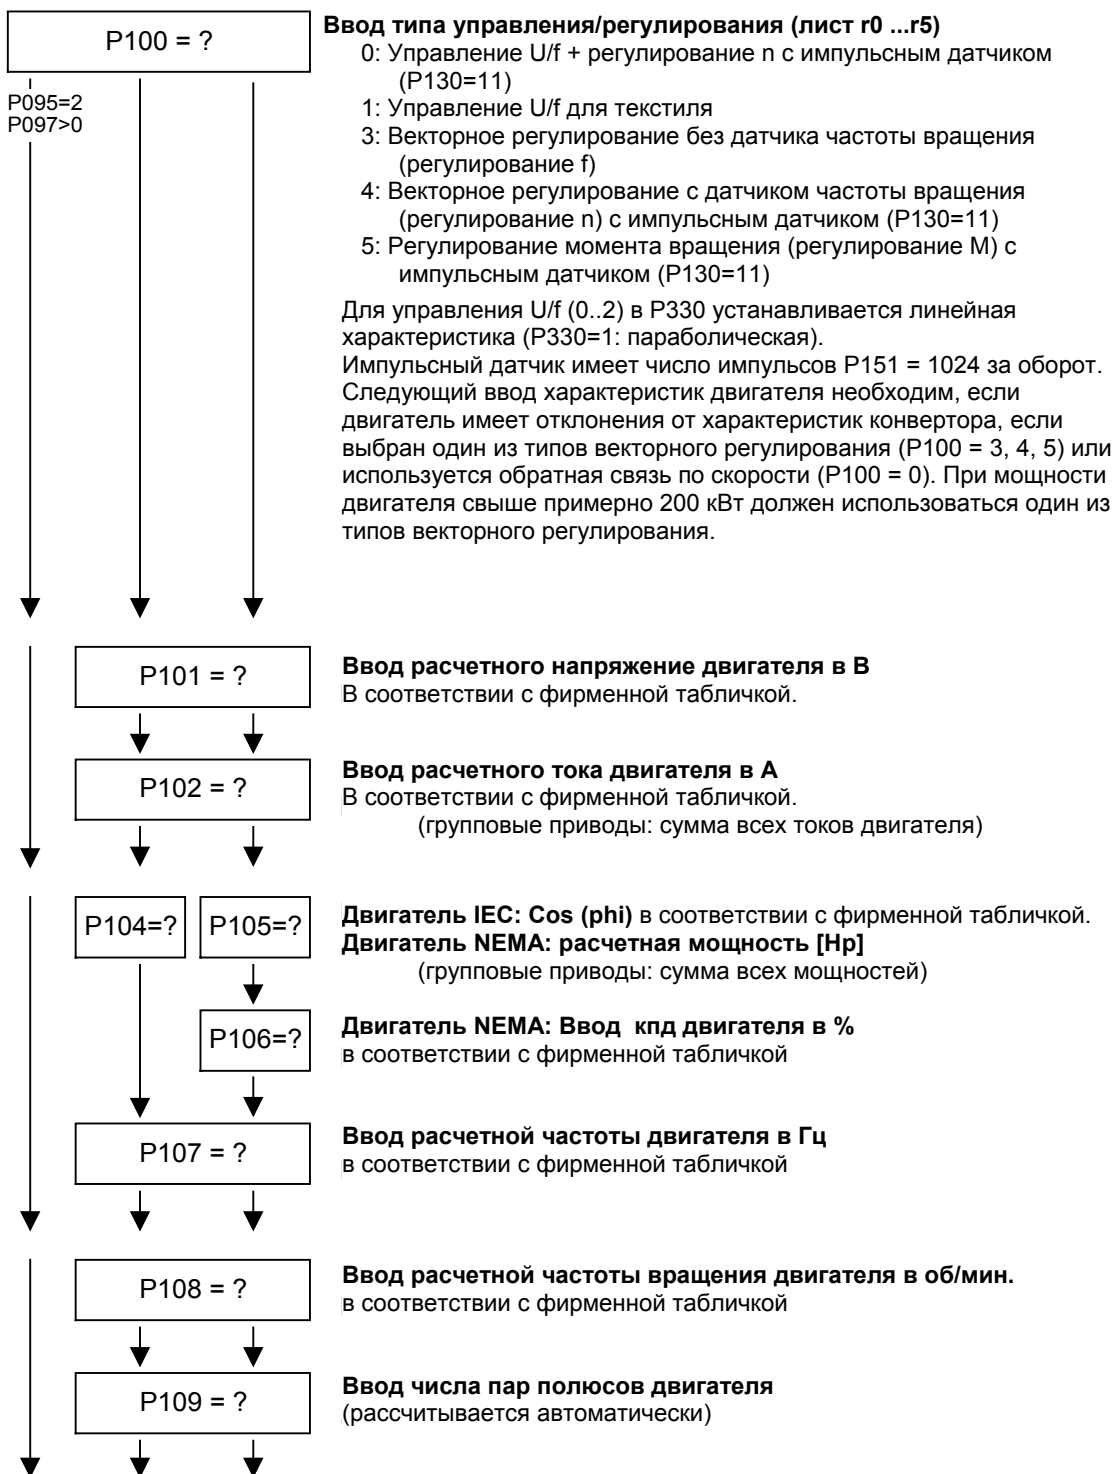 P100 = ?
P095=2
P097>0
Ввод типа управления/регулирования (лист r0 ...r5)
0: Управление U/f + регулирование n с импульсным датчиком
(P130=11)
1: Управление U/f для текстиля
3: Векторное регулирование без датчика частоты вращения
(регулирование f)
4: Векторное регулирование с датчиком частоты вращения
(регулирование n) с импульсным датчиком (P130=11)
5: Регулирование момента вращения (регулирование M) с
импульсным датчиком (P130=11)
Для управления U/f (0..2) в P330 устанавливается линейная
характеристика (P330=1: параболическая).
Импульсный датчик имеет число импульсов P151 = 1024 за оборот.
Следующий ввод характеристик двигателя необходим, если
двигатель имеет отклонения от характеристик конвертора, если
выбран один из типов векторного регулирования (P100 = 3, 4, 5) или
используется обратная связь по скорости (P100 = 0). При мощности
двигателя свыше примерно 200 кВт должен использоваться один из
типов векторного регулирования.
P101 = ?
Ввод расчетного напряжение двигателя в В
В соответствии с фирменной табличкой.
P102 = ?
Ввод расчетного тока двигателя в А
В соответствии с фирменной табличкой.
(групповые приводы: сумма всех токов двигателя)
P104=?
P105=?
Двигатель IEC: Cos (phi) в соответствии с фирменной табличкой.
Двигатель NEMA: расчетная мощность [Hp]
(групповые приводы: сумма всех мощностей)
P106=?
Двигатель NEMA: Ввод кпд двигателя в %
в соответствии с фирменной табличкой
P107 = ?
Ввод расчетной частоты двигателя в Гц
в соответствии с фирменной табличкой
P108 = ?
Ввод расчетной частоты вращения двигателя в об/мин.
в соответствии с фирменной табличкой
P109 = ?
Ввод числа пар полюсов двигателя
(рассчитывается автоматически)